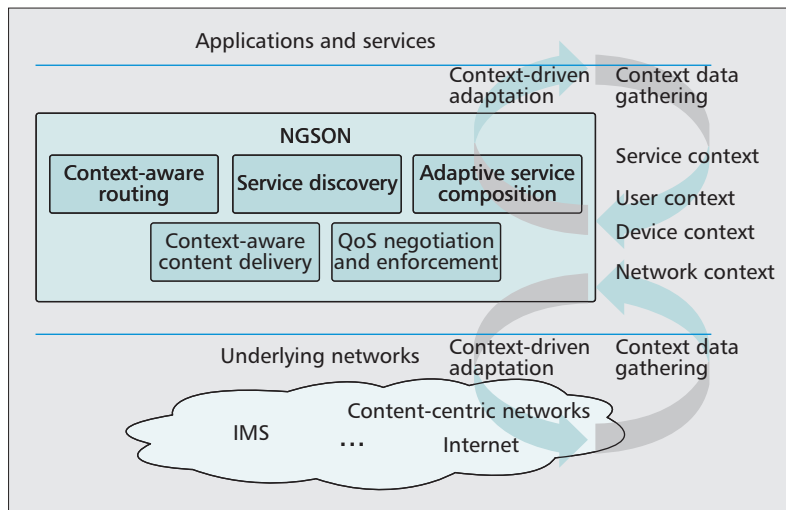 Applications and services
Context-driven
adaptation
Context data
gathering
NGSON
Context-aware
routing
Service discovery
Adaptive service
composition
Context-aware
content delivery
QoS negotiation
and enforcement
Service context
User context
Device context
Network context
Underlying networks
Context-driven
adaptation
Context data
gathering
Content-centric networks
IMS
...
Internet